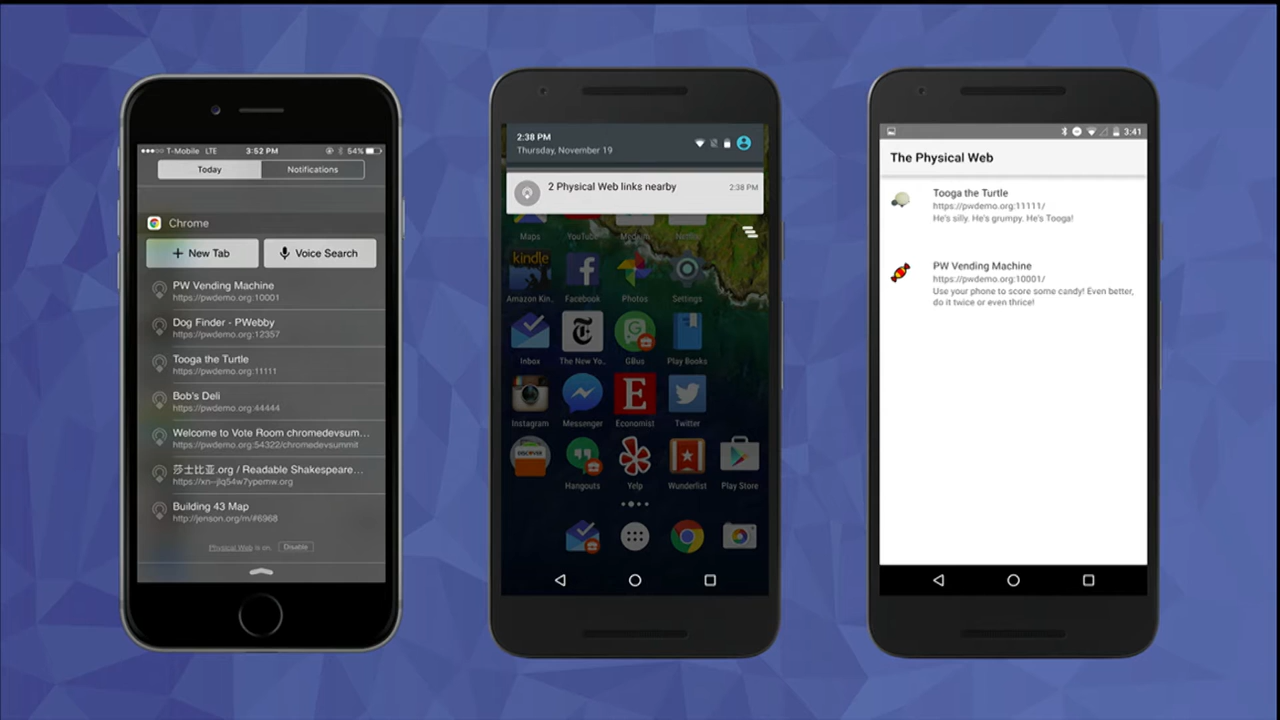 T-Mobile LTE
3:52 PM
54%
Today
Notifications
Chrome
New Tab
Voice Search
PW Vending Machine
https://pwdemo.org:10001
Dog Finder - PWebby
https://pwdemo.org:12357
Tooga the Turtle
https://pwdemo.org:11111
Bob's Deli
https://pwdemo.org:44444
Welcome to Vote Room chromedevsum...
https://pwdemo.org:54322/chromedevsummit
莎士比亚.org / Readable Shakespeare...
https://xn--jlq54w7ypemw.org
Building 43 Map
http://jenson.org/m/#6968
Physical Web is on. Disable
2:38 PM
Thursday, November 19
2 Physical Web links nearby
2:38 PM
Maps YouTube Medium Netflix
kindle
Amazon Kin.. Facebook Photos Settings
Inbox The New Yo.. GBus Play Books
E
Instagram Messenger Economist Twitter
DISCOVER
Hangouts Yelp Wunderlist Play Store
3:41
The Physical Web
Tooga the Turtle
https://pwdemo.org:11111/
He's silly. He's grumpy. He's Tooga!
PW Vending Machine
https://pwdemo.org:10001/
Use your phone to score some candy! Even better,
do it twice or even thrice!